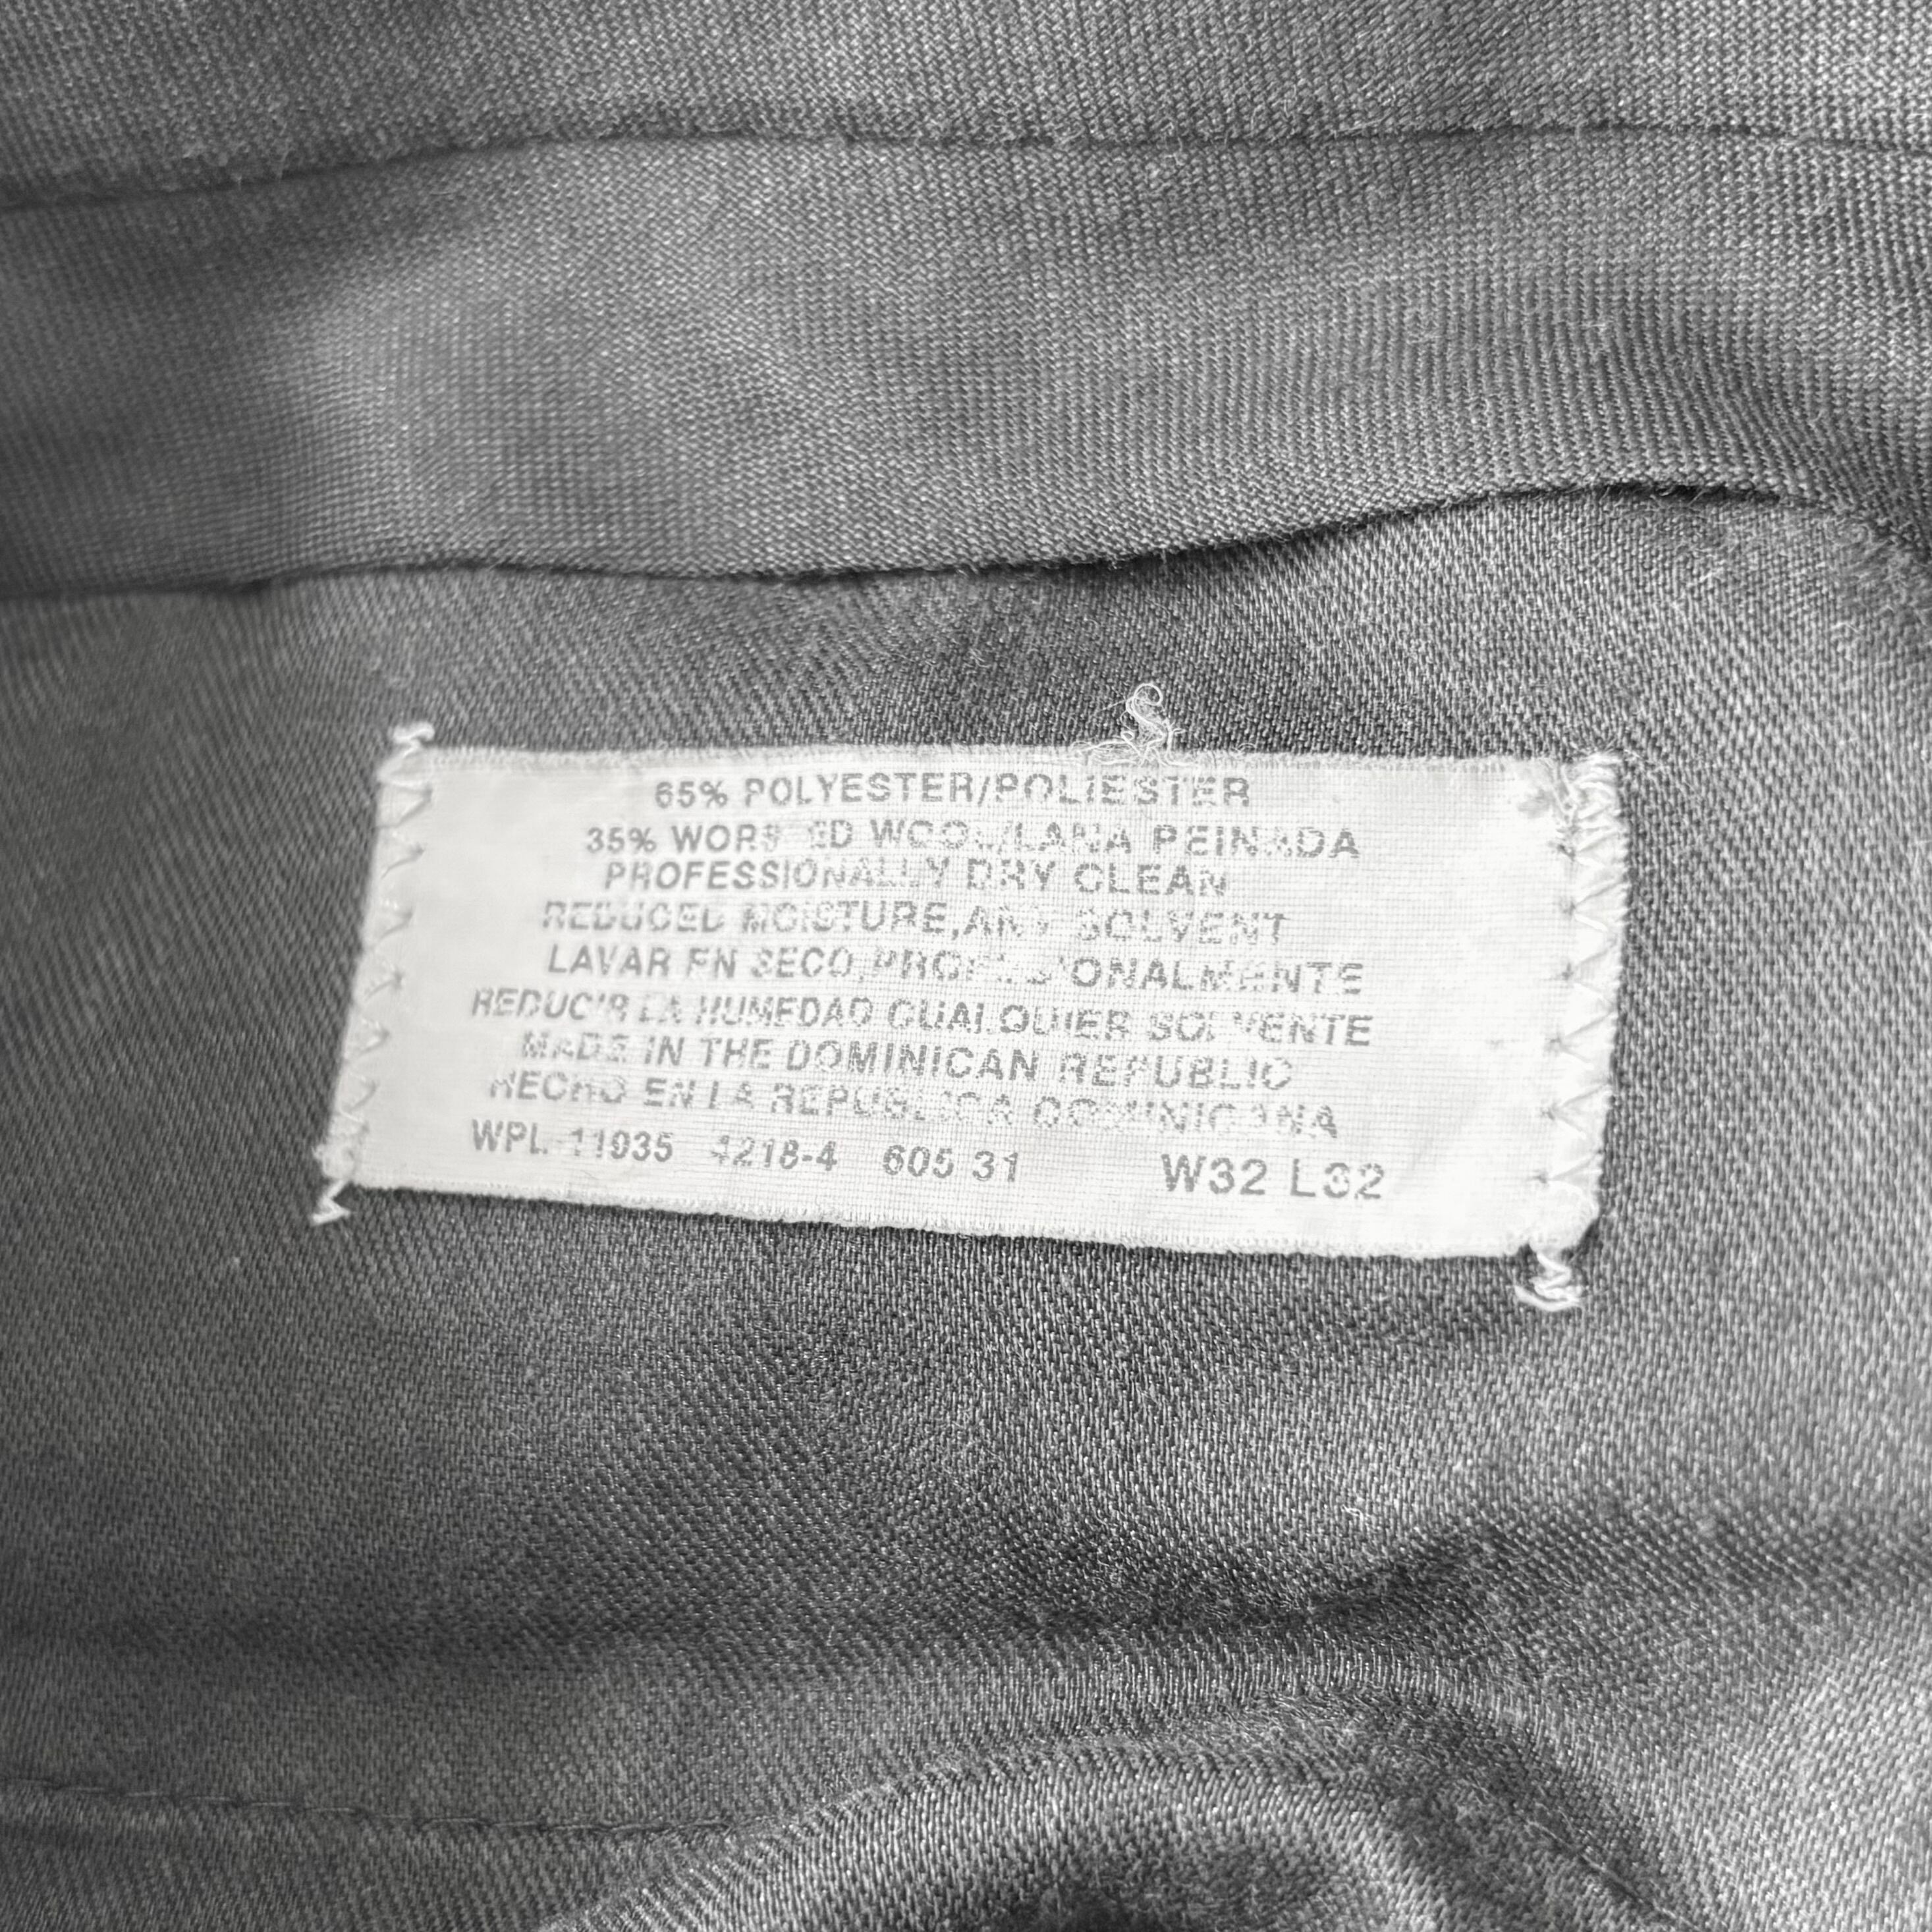 65% POLYESTER/POLIESTER
35% WORSTED WOOL/LANA PEINADA
PROFESSIONALLY DRY CLEAN
REDUCED MOISTURE,ANY SOLVENT
LAVAR EN SECO,PROFESIONALMENTE
REDUCIR LA HUMEDAD CUALQUIER SOLVENTE
MADE IN THE DOMINICAN REPUBLIC
HECHO EN LA REPUBLICA DOMINICANA
WPL 11035 4218-4 605 31 W32 L32